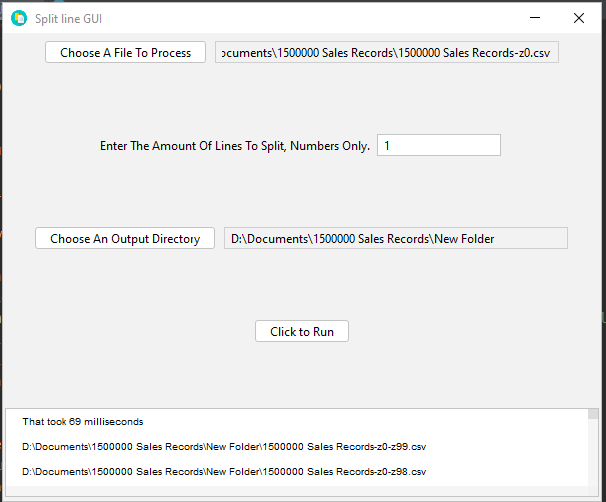 Split line GUI
Choose A File To Process
ocuments\1500000 Sales Records\1500000 Sales Records-z0.csv
Enter The Amount Of Lines To Split, Numbers Only. 1
Choose An Output Directory
D:\Documents\1500000 Sales Records\New Folder
Click to Run
That took 69 milliseconds
D:\Documents\1500000 Sales Records\New Folder\1500000 Sales Records-z0-z99.csv
D:\Documents\1500000 Sales Records\New Folder\1500000 Sales Records-z0-z98.csv